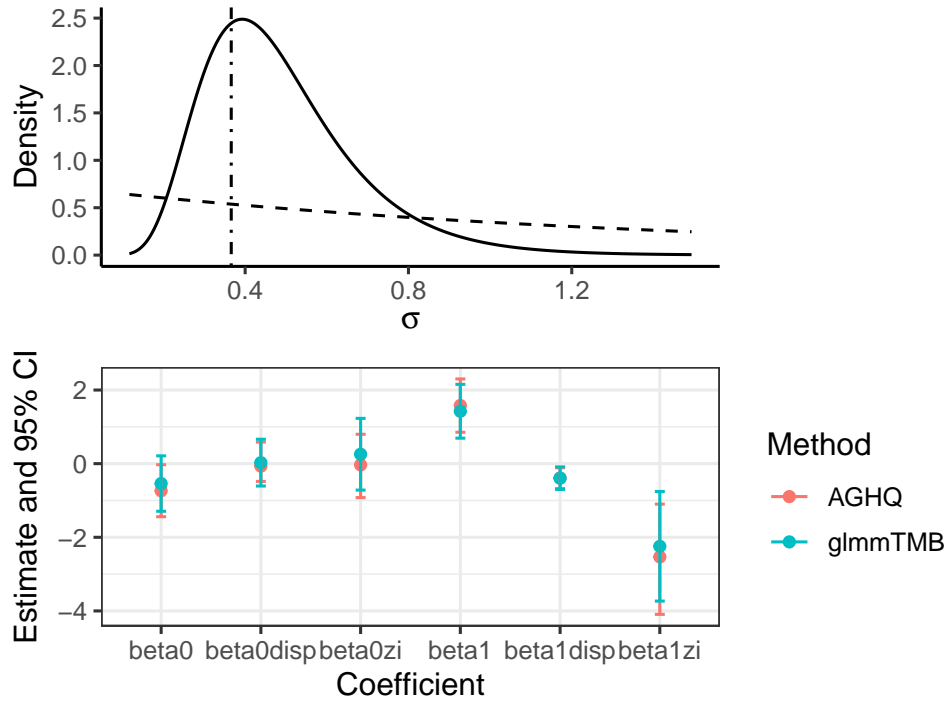 Density
2.5
2.0
1.5
1.0
0.5
0.0
0.4 0.8 1.2
σ
Estimate and 95% CI
2
0
−2
−4
beta0 beta0disp beta0zi beta1 beta1disp beta1zi
Coefficient
Method
AGHQ
glmmTMB